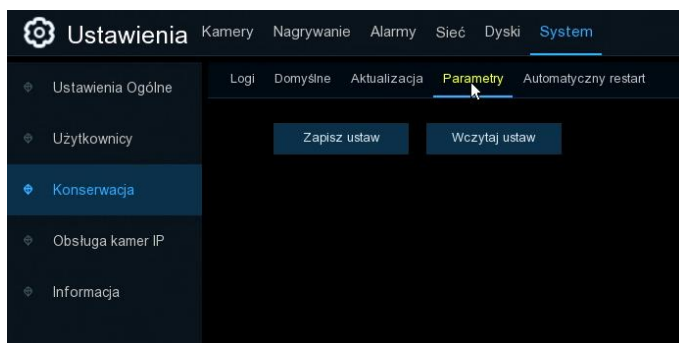 Ustawienia Kamery Nagrywanie Alarmy Sieć Dyski System
Logi Domyślne Aktualizacja Parametry Automatyczny restart
Ustawienia Ogólne
Użytkownicy
Konserwacja
Obsługa kamer IP
Informacja
Zapisz ustaw Wczytaj ustaw